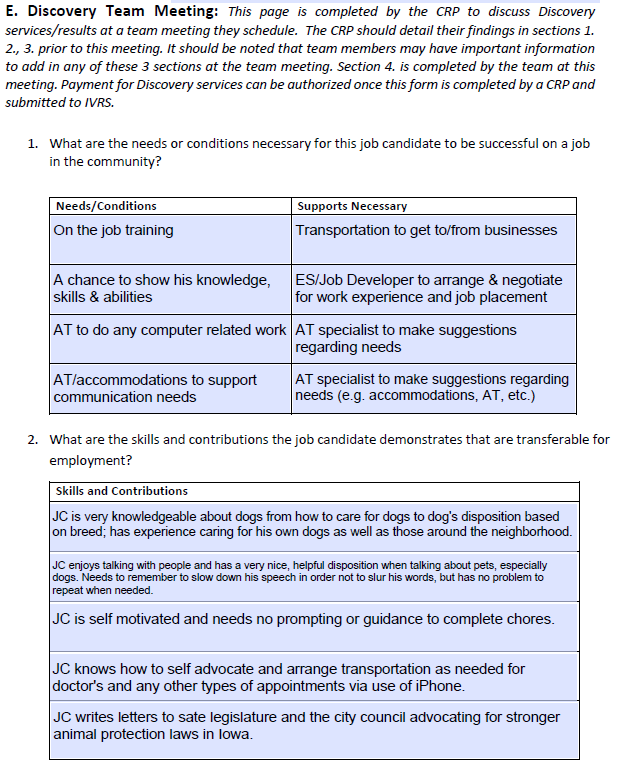 E. Discovery Team Meeting: This page is completed by the CRP to discuss Discovery
services/results at a team meeting they schedule. The CRP should detail their findings in sections 1.
2., 3. prior to this meeting. It should be noted that team members may have important information
to add in any of these 3 sections at the team meeting. Section 4. is completed by the team at this
meeting. Payment for Discovery services can be authorized once this form is completed by a CRP and
submitted to IVRS.
1. What are the needs or conditions necessary for this job candidate to be successful on a job
in the community?
Needs/Conditions Supports Necessary
On the job training Transportation to get to/from businesses
A chance to show his knowledge, ES/Job Developer to arrange & negotiate
skills & abilities for work experience and job placement
AT to do any computer related work AT specialist to make suggestions
regarding needs
AT/accommodations to support AT specialist to make suggestions regarding
communication needs needs (e.g. accommodations, AT, etc.)
2. What are the skills and contributions the job candidate demonstrates that are transferable for
employment?
Skills and Contributions
JC is very knowledgeable about dogs from how to care for dogs to dog's disposition based
on breed; has experience caring for his own dogs as well as those around the neighborhood.
JC enjoys talking with people and has a very nice, helpful disposition when talking about pets, especially
dogs. Needs to remember to slow down his speech in order not to slur his words, but has no problem to
repeat when needed.
JC is self motivated and needs no prompting or guidance to complete chores.
JC knows how to self advocate and arrange transportation as needed for
doctor's and any other types of appointments via use of iPhone.
JC writes letters to sate legislature and the city council advocating for stronger
animal protection laws in Iowa.